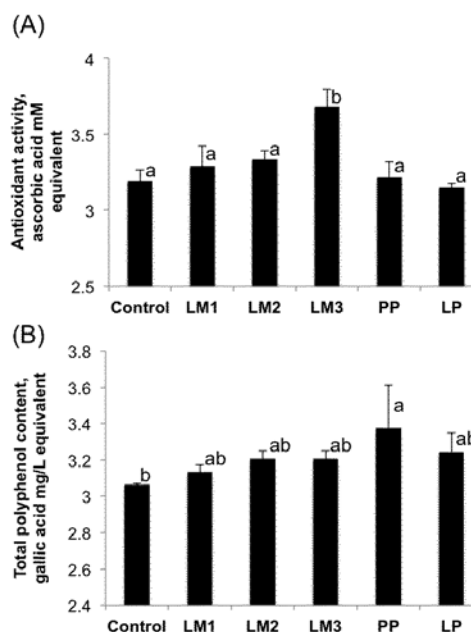 (A)
Antioxidant activity,
ascorbic acid mM
equivalent
4
3.5
3
2.5
a
a
a
b
a
a
Control LM1 LM2 LM3 PP LP
(B)
Total polyphenol content,
gallic acid mg/L equivalent
3.8
3.6
3.4
3.2
3
2.8
2.6
2.4
b
ab
ab
ab
a
ab
Control LM1 LM2 LM3 PP LP